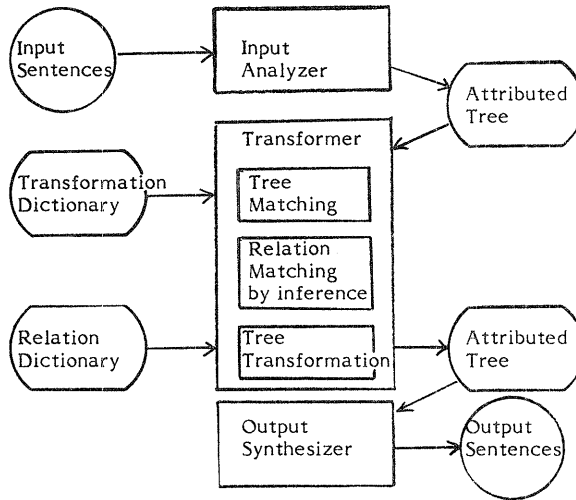 Input
Sentences
Input
Analyzer
Attributed
Tree
Transformer
Transformation
Dictionary
Tree
Matching
Relation
Matching
by inference
Relation
Dictionary
Tree
Transformation
Attributed
Tree
Output
Synthesizer
Output
Sentences